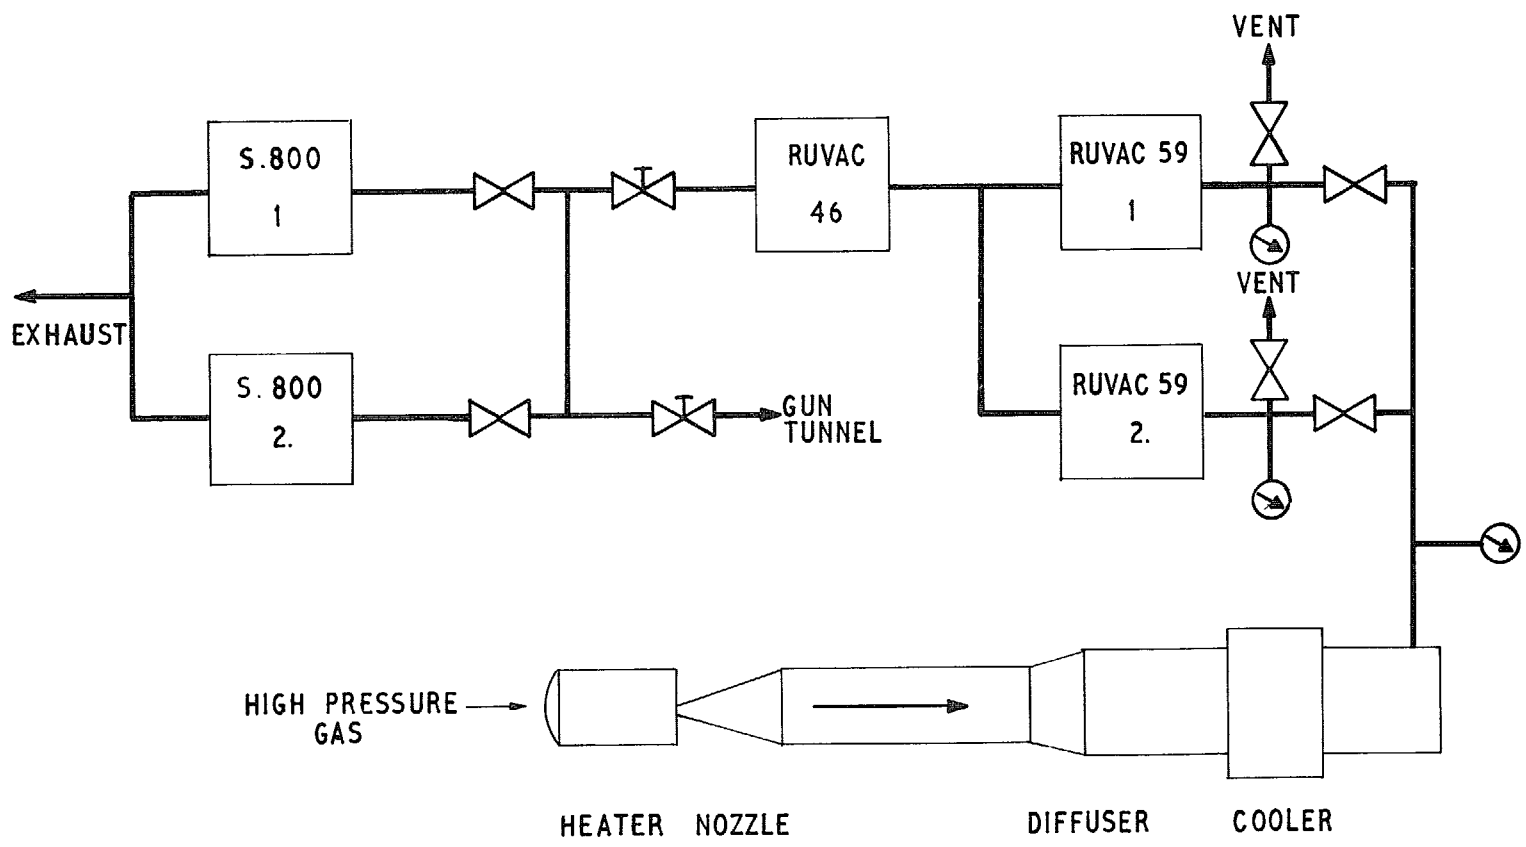 VENT
S.800
1
RUVAC
46
RUVAC 59
1
VENT
EXHAUST
S.800
2.
GUN
TUNNEL
RUVAC 59
2.
HIGH PRESSURE
GAS
HEATER NOZZLE DIFFUSER COOLER